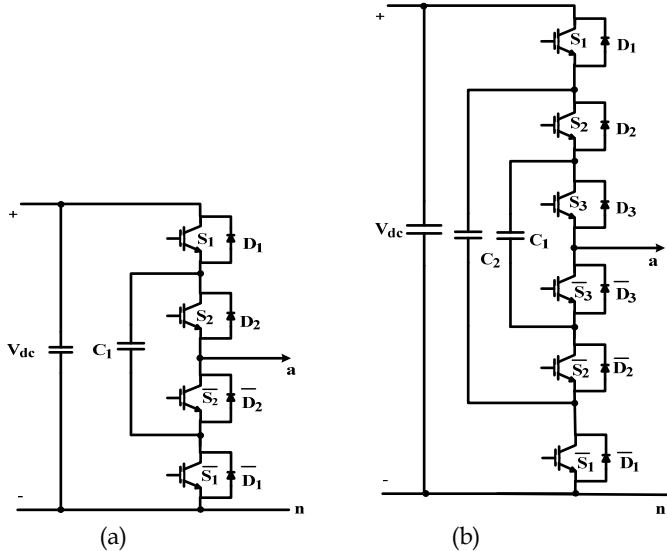 +
S1 D1
S2 D2
Vdc C1
a
S̅2 D̅2
S̅1 D̅1
- n
(a)
+
S1 D1
S2 D2
S3 D3
Vdc C2 C1
a
S̅3 D̅3
S̅2 D̅2
S̅1 D̅1
- n
(b)